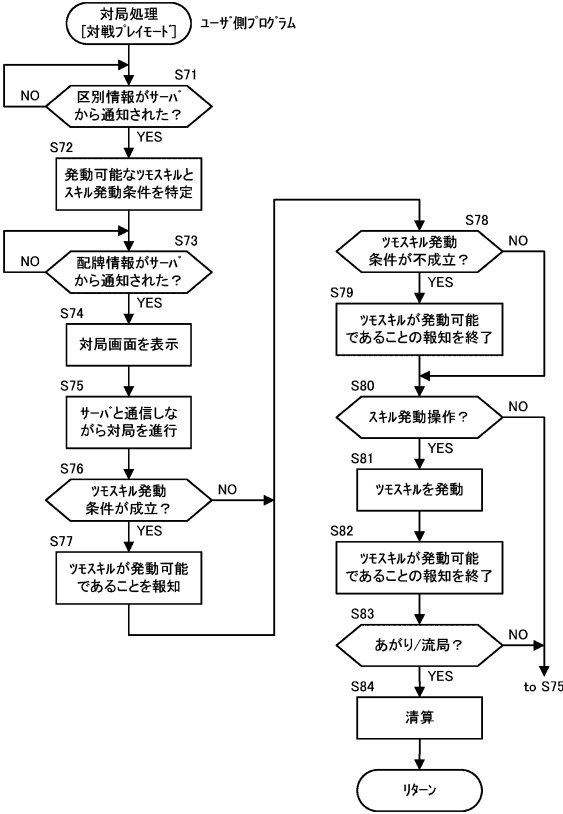 対局処理
[対戦ﾌﾟﾚｲﾓｰﾄﾞ]
ﾕｰｻﾞ側ﾌﾟﾛｸﾞﾗﾑ
S71
区別情報がｻｰﾊﾞ
から通知された？
NO
YES
S72
発動可能なﾂﾓｽｷﾙと
ｽｷﾙ発動条件を特定
S73
配牌情報がｻｰﾊﾞ
から通知された？
NO
YES
S74
対局画面を表示
S75
ｻｰﾊﾞと通信しな
がら対局を進行
S76
ﾂﾓｽｷﾙ発動
条件が成立？
NO
YES
S77
ﾂﾓｽｷﾙが発動可能
であることを報知
S78
ﾂﾓｽｷﾙ発動
条件が不成立？
NO
YES
S79
ﾂﾓｽｷﾙが発動可能
であることの報知を終了
S80
ｽｷﾙ発動操作？
NO
YES
S81
ﾂﾓｽｷﾙを発動
S82
ﾂﾓｽｷﾙが発動可能
であることの報知を終了
S83
あがり/流局？
NO
YES
to S75
S84
清算
ﾘﾀｰﾝ